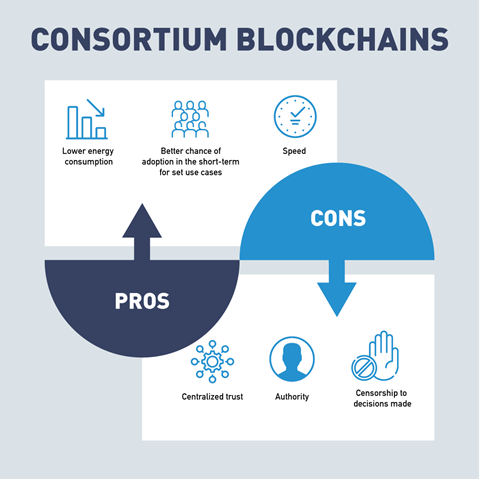 CONSORTIUM BLOCKCHAINS
Lower energy
consumption
Better chance of
adoption in the short-term
for set use cases
Speed
CONS
PROS
Centralized trust
Authority
Censorship to
decisions made